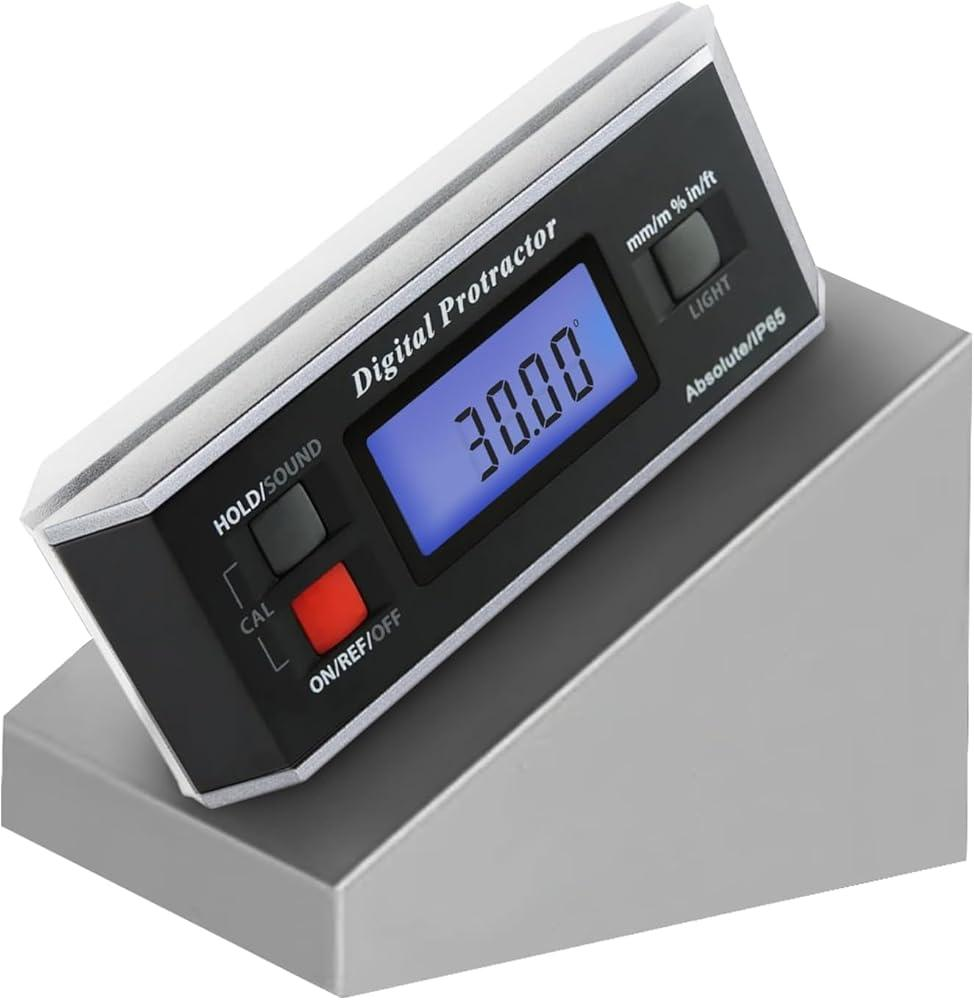 mm/m % in/ft
LIGHT
Digital Protractor
30.00°
Absolute/IP65
HOLD/SOUND
CAL
ON/REF/OFF